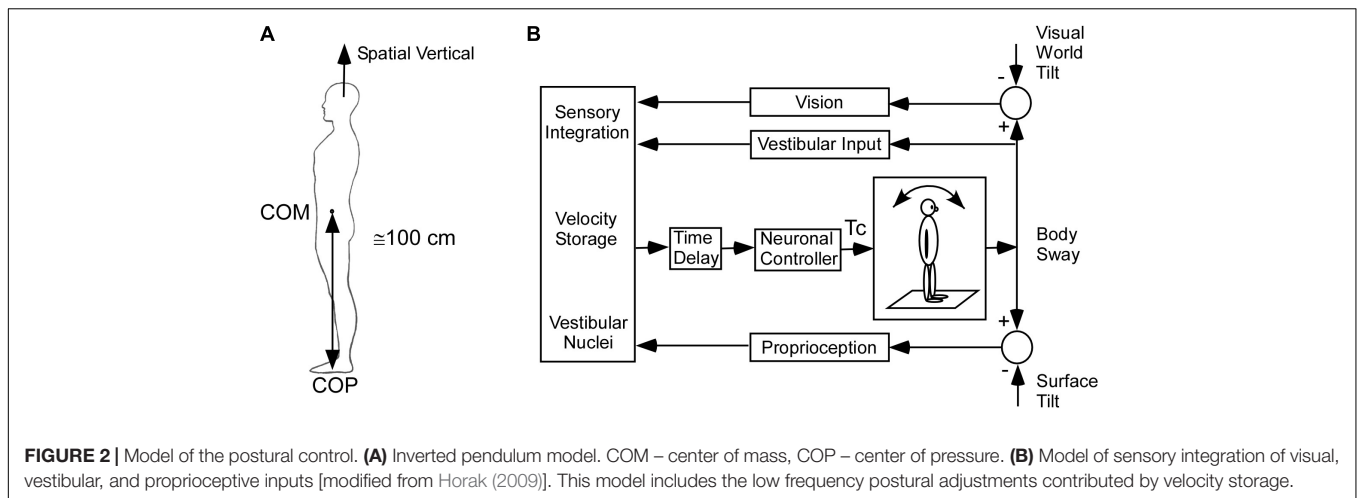 A
Spatial Vertical
COM
≅100 cm
COP
B
Visual
World
Tilt
-
Vision
+
Sensory
Integration
Vestibular Input
Velocity
Storage
Time
Delay
Neuronal
Controller
Tc
Body
Sway
Vestibular
Nuclei
+
Proprioception
-
Surface
Tilt
FIGURE 2 | Model of the postural control. (A) Inverted pendulum model. COM – center of mass, COP – center of pressure. (B) Model of sensory integration of visual,
vestibular, and proprioceptive inputs [modified from Horak (2009)]. This model includes the low frequency postural adjustments contributed by velocity storage.